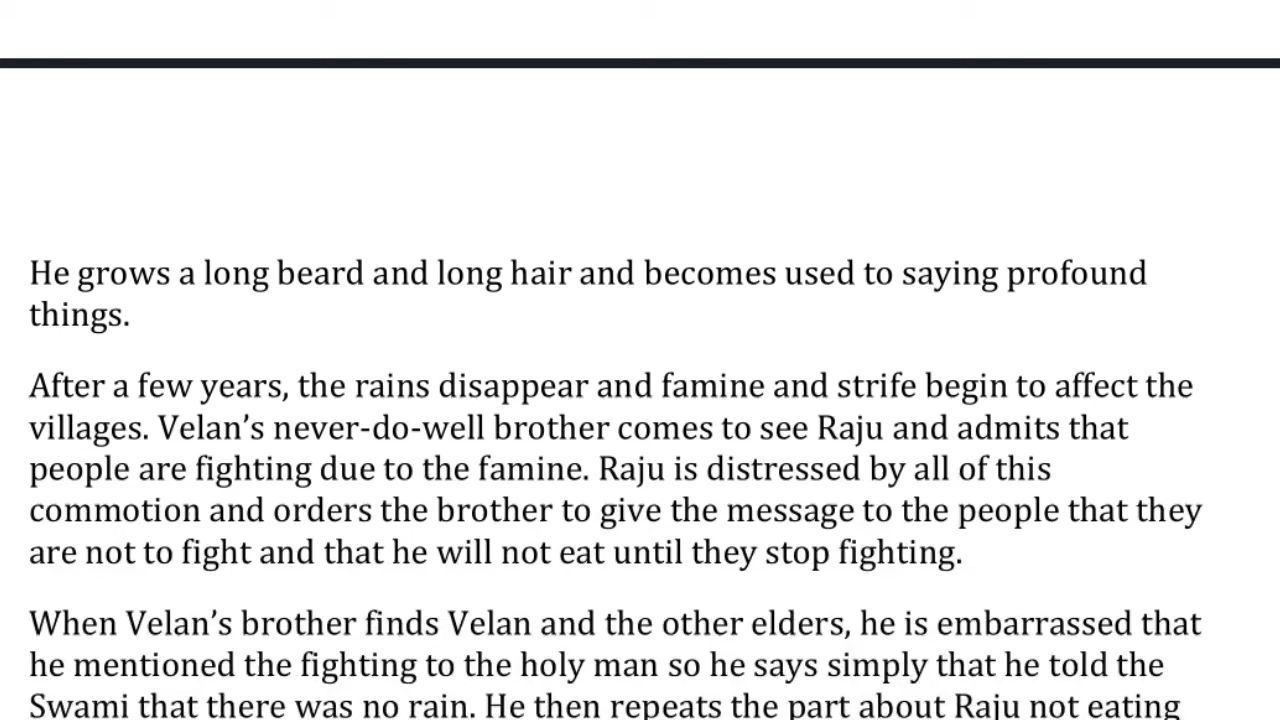 He grows a long beard and long hair and becomes used to saying profound
things.
After a few years, the rains disappear and famine and strife begin to affect the
villages. Velan’s never-do-well brother comes to see Raju and admits that
people are fighting due to the famine. Raju is distressed by all of this
commotion and orders the brother to give the message to the people that they
are not to fight and that he will not eat until they stop fighting.
When Velan’s brother finds Velan and the other elders, he is embarrassed that
he mentioned the fighting to the holy man so he says simply that he told the
Swami that there was no rain. He then repeats the part about Raju not eating